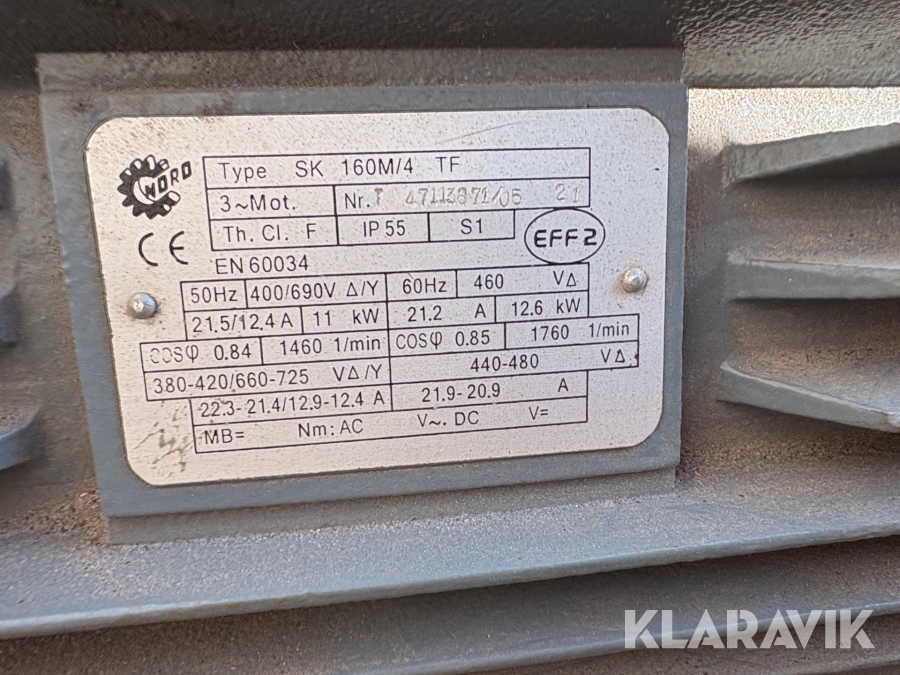 NORD
Type SK 160M/4 TF
3~Mot. Nr. T 47113871/05 21
Th. Cl. F IP 55 S1 EFF2
CE
EN 60034
50Hz 400/690V Δ/Y 60Hz 460 VΔ
21.5/12.4 A 11 kW 21.2 A 12.6 kW
COSφ 0.84 1460 1/min COSφ 0.85 1760 1/min
380-420/660-725 VΔ/Y 440-480 VΔ
22.3-21.4/12.9-12.4 A 21.9-20.9 A
MB= Nm: AC V~. DC V=
KLARAVIK